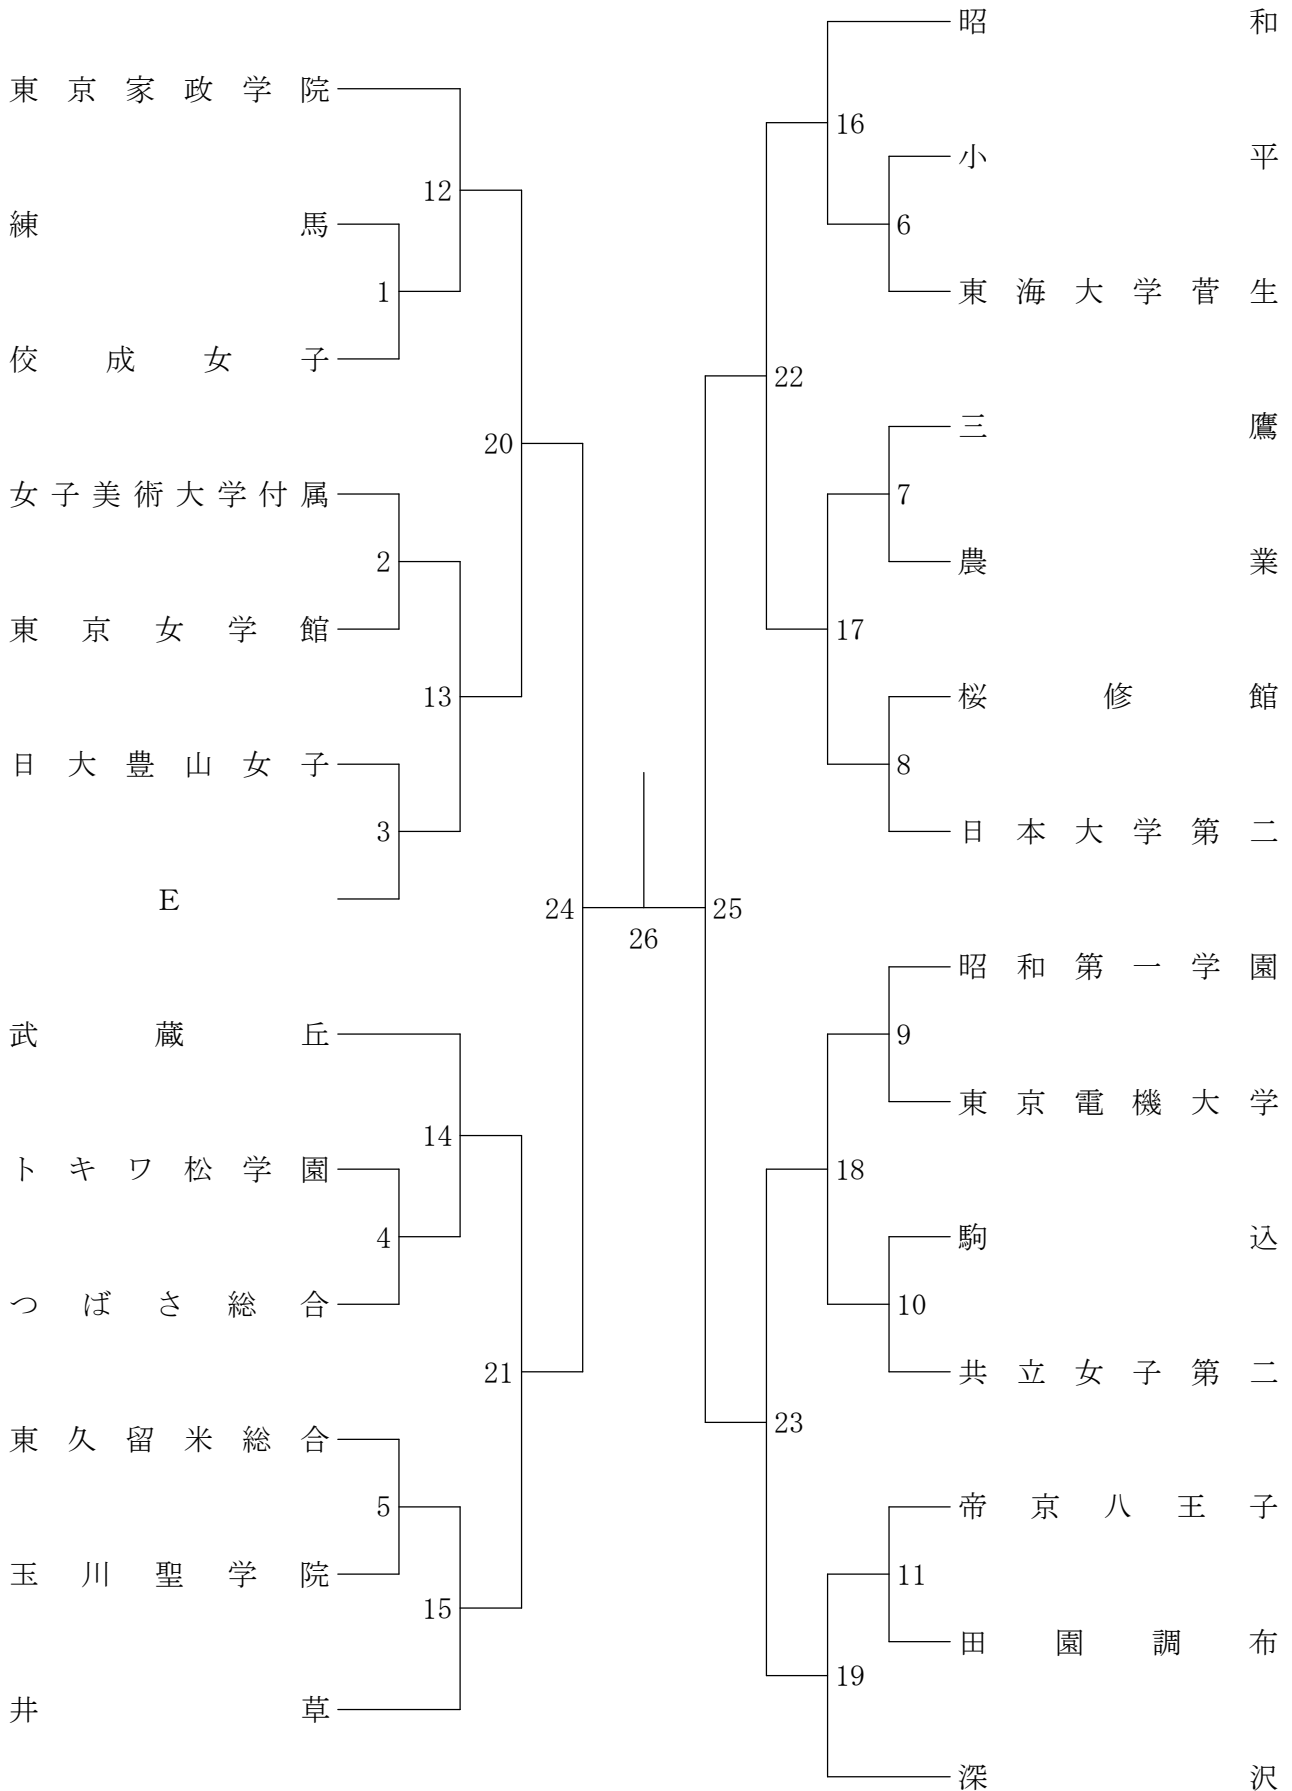 東京家政学院
12
練馬
1
佼成女子
20
女子美術大学付属
2
東京女学館
13
日大豊山女子
3
E
24
武蔵丘
14
トキワ松学園
4
つばさ総合
21
東久留米総合
5
玉川聖学院
15
井草
26
昭和
16
小平
6
東海大学菅生
22
三鷹
7
農業
17
桜修館
8
日本大学第二
25
昭和第一学園
9
東京電機大学
18
駒込
10
共立女子第二
23
帝京八王子
11
田園調布
19
深沢